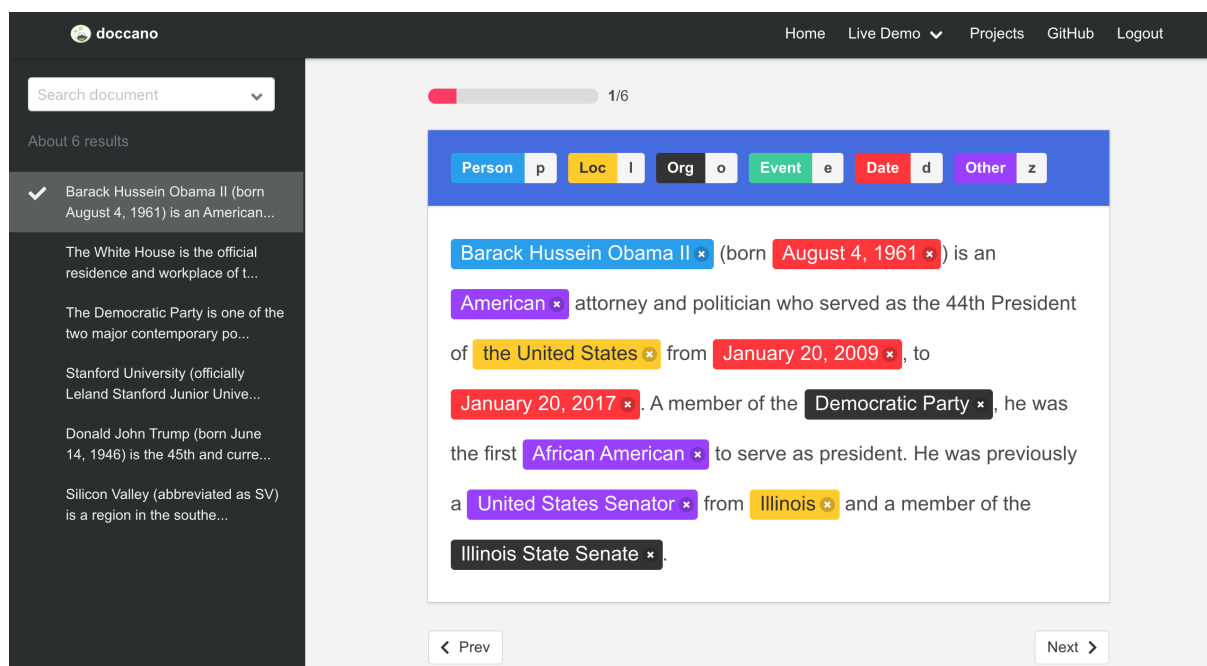 doccano
Home Live Demo Projects GitHub Logout
Search document
About 6 results
Barack Hussein Obama II (born
August 4, 1961) is an American...
The White House is the official
residence and workplace of t...
The Democratic Party is one of the
two major contemporary po...
Stanford University (officially
Leland Stanford Junior Unive...
Donald John Trump (born June
14, 1946) is the 45th and curre...
Silicon Valley (abbreviated as SV)
is a region in the southe...
1/6
Person p Loc l Org o Event e Date d Other z
Barack Hussein Obama II (born August 4, 1961) is an
American attorney and politician who served as the 44th President
of the United States from January 20, 2009, to
January 20, 2017. A member of the Democratic Party, he was
the first African American to serve as president. He was previously
a United States Senator from Illinois and a member of the
Illinois State Senate.
Prev
Next